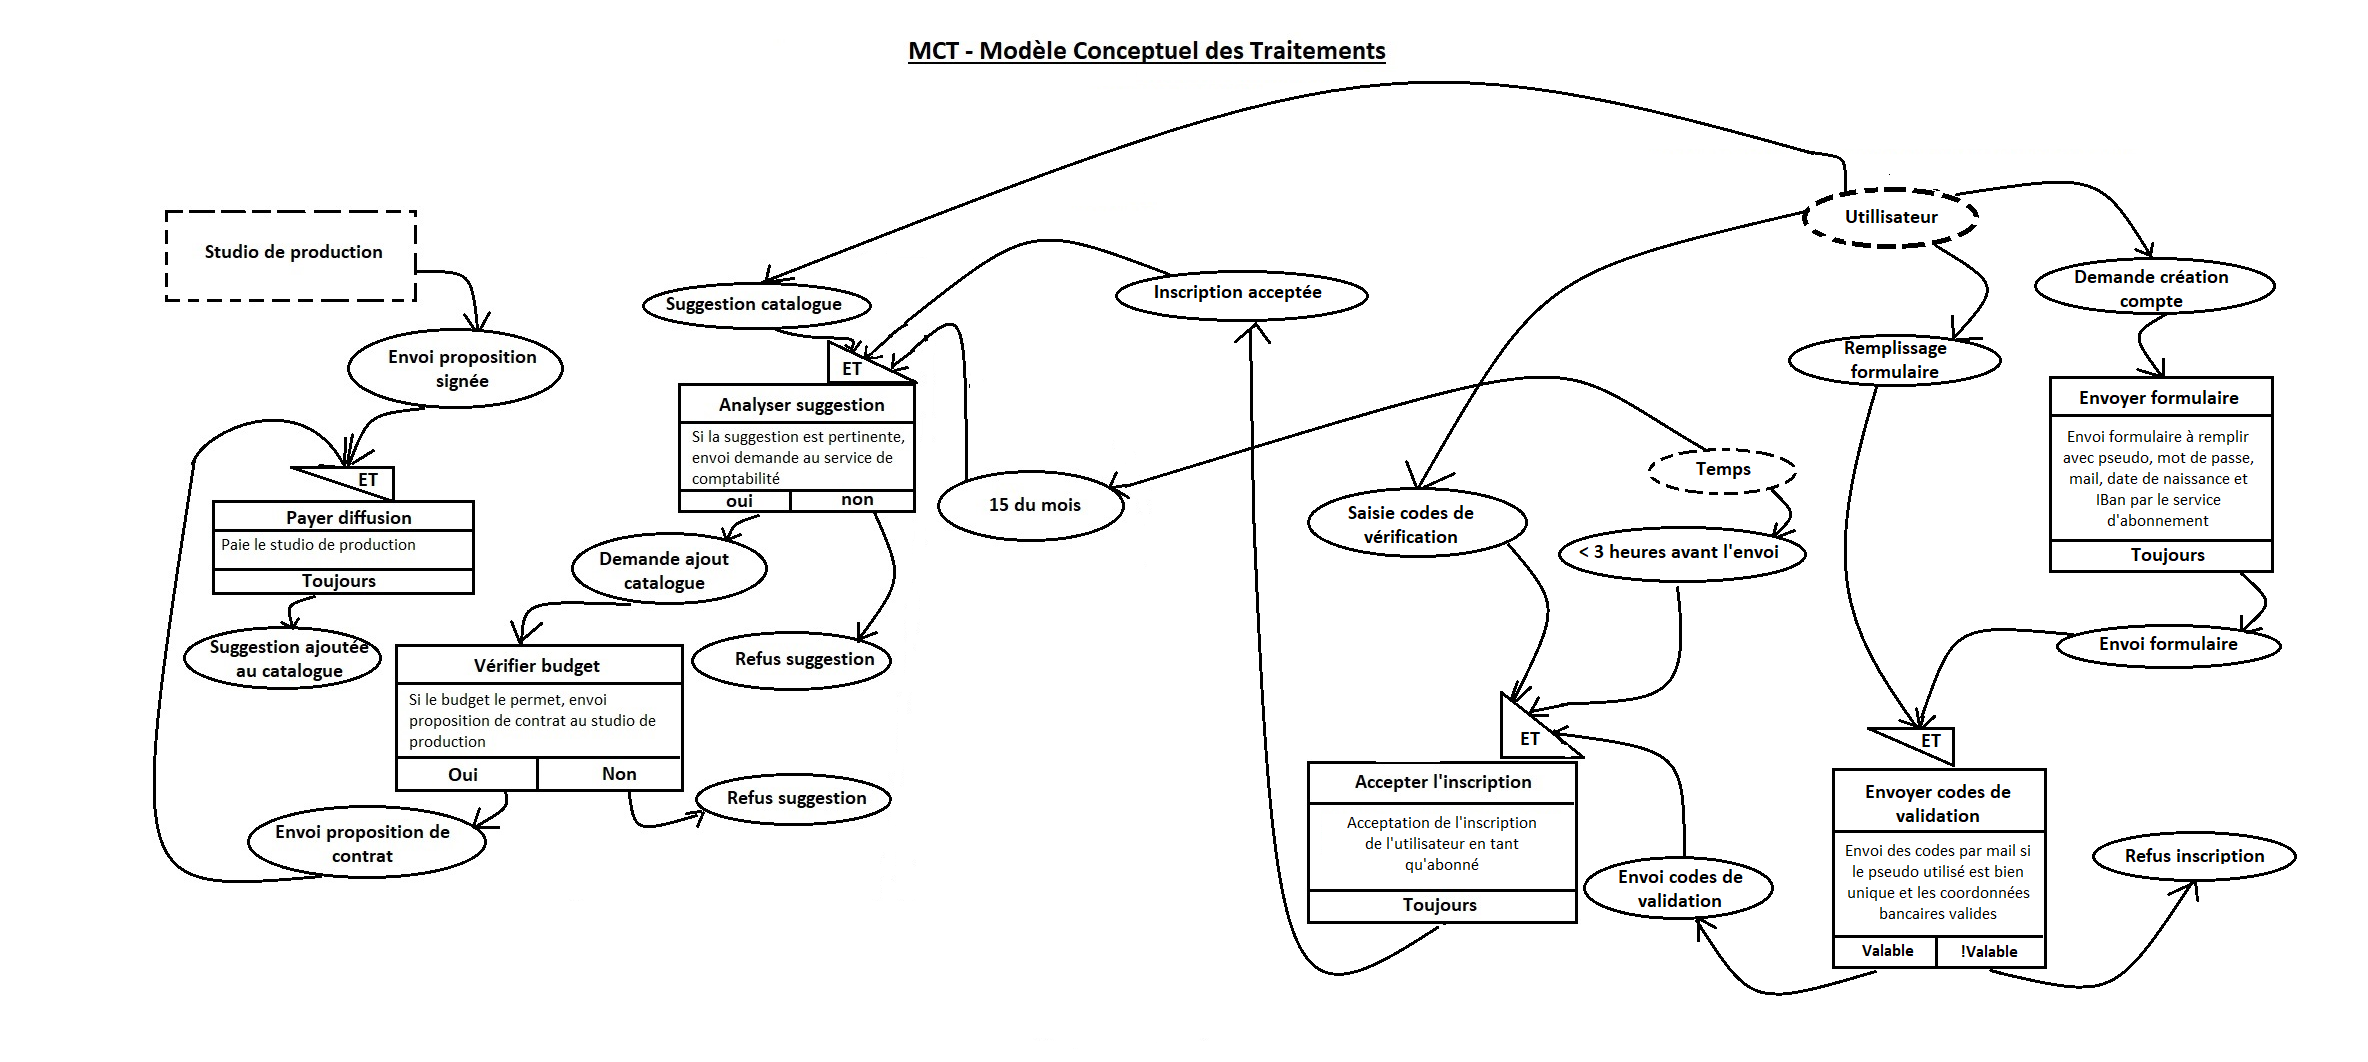 MCT - Modèle Conceptuel des Traitements
Utillisateur
Studio de production
Demande création
compte
Suggestion catalogue
Inscription acceptée
Envoi proposition
signée
Remplissage
formulaire
ET
Analyser suggestion
Si la suggestion est pertinente,
envoi demande au service de
comptabilité
oui
non
Envoyer formulaire
Envoi formulaire à remplir
avec pseudo, mot de passe,
mail, date de naissance et
IBan par le service
d'abonnement
Toujours
Temps
ET
Payer diffusion
Paie le studio de production
Toujours
15 du mois
Saisie codes de
vérification
< 3 heures avant l'envoi
Demande ajout
catalogue
Suggestion ajoutée
au catalogue
Vérifier budget
Si le budget le permet, envoi
proposition de contrat au studio de
production
Oui
Non
Refus suggestion
Envoi formulaire
ET
ET
Accepter l'inscription
Acceptation de l'inscription
de l'utilisateur en tant
qu'abonné
Toujours
Envoyer codes de
validation
Envoi des codes par mail si
le pseudo utilisé est bien
unique et les coordonnées
bancaires valides
Valable
!Valable
Refus suggestion
Envoi proposition de
contrat
Envoi codes de
validation
Refus inscription